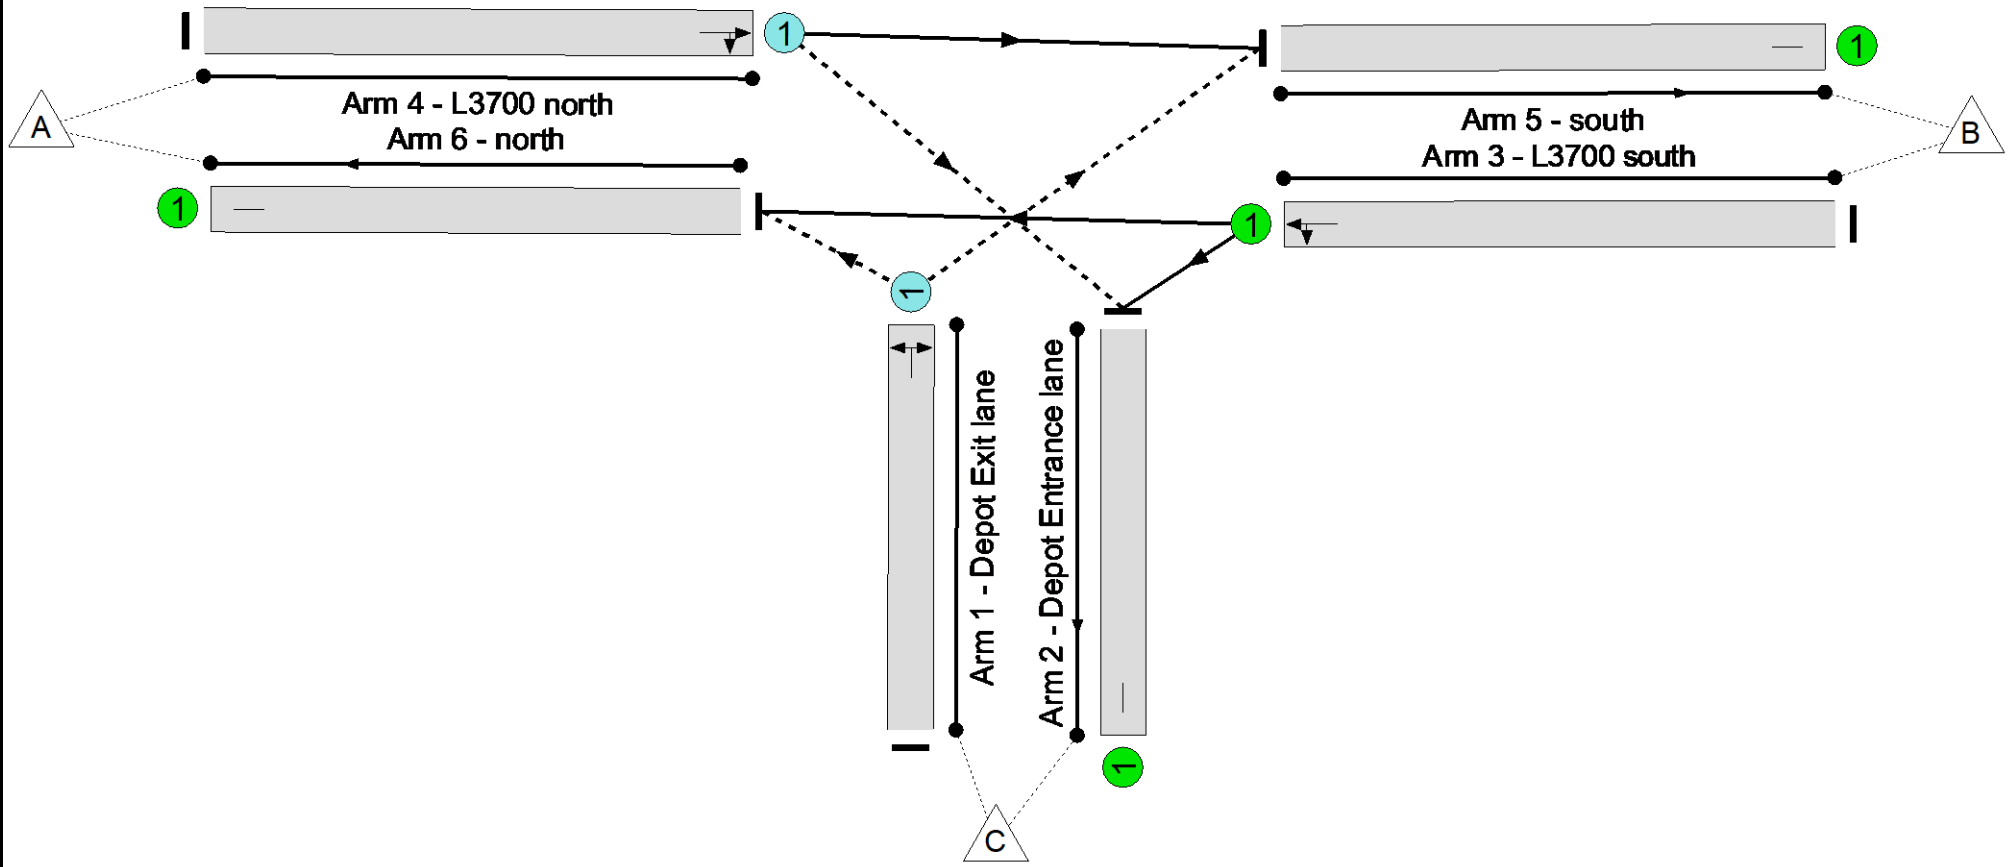 1
1
Arm 4 - L3700 north
Arm 6 - north
A
Arm 5 - south
Arm 3 - L3700 south
B
1
1
1
Arm 1 - Depot Exit lane
Arm 2 - Depot Entrance lane
1
C